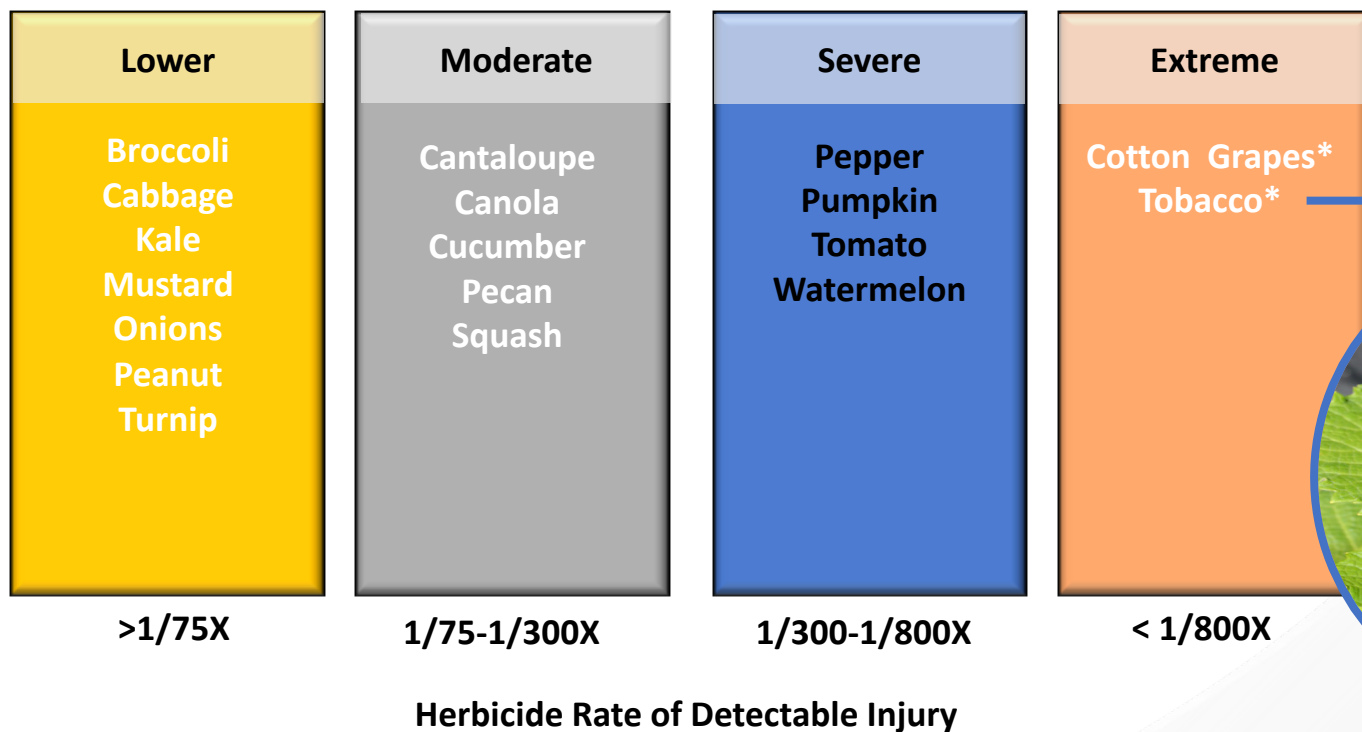 Lower
Broccoli
Cabbage
Kale
Mustard
Onions
Peanut
Turnip
>1/75X
Moderate
Cantaloupe
Canola
Cucumber
Pecan
Squash
1/75-1/300X
Severe
Pepper
Pumpkin
Tomato
Watermelon
1/300-1/800X
Extreme
Cotton Grapes*
Tobacco*
< 1/800X
Herbicide Rate of Detectable Injury